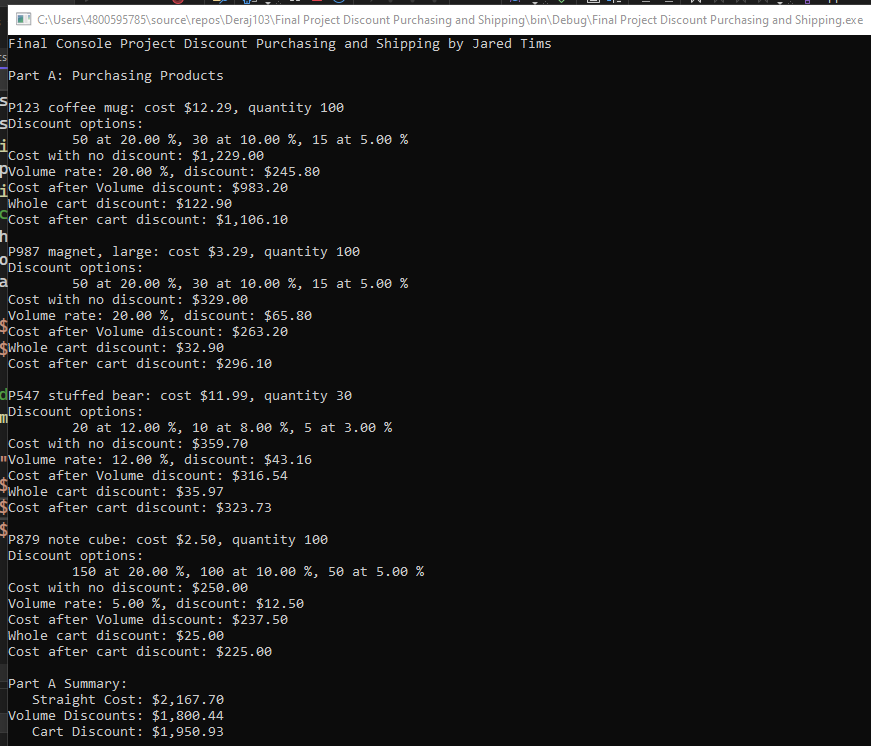 C:\Users\4800595785\source\repos\Deraj103\Final Project Discount Purchasing and Shipping\bin\Debug\Final Project Discount Purchasing and Shipping.exe
Final Console Project Discount Purchasing and Shipping by Jared Tims
Part A: Purchasing Products
P123 coffee mug: cost $12.29, quantity 100
Discount options:
50 at 20.00 %, 30 at 10.00 %, 15 at 5.00 %
Cost with no discount: $1,229.00
Volume rate: 20.00 %, discount: $245.80
Cost after Volume discount: $983.20
Whole cart discount: $122.90
Cost after cart discount: $1,106.10
P987 magnet, large: cost $3.29, quantity 100
Discount options:
50 at 20.00 %, 30 at 10.00 %, 15 at 5.00 %
Cost with no discount: $329.00
Volume rate: 20.00 %, discount: $65.80
Cost after Volume discount: $263.20
Whole cart discount: $32.90
Cost after cart discount: $296.10
P547 stuffed bear: cost $11.99, quantity 30
Discount options:
20 at 12.00 %, 10 at 8.00 %, 5 at 3.00 %
Cost with no discount: $359.70
Volume rate: 12.00 %, discount: $43.16
Cost after Volume discount: $316.54
Whole cart discount: $35.97
Cost after cart discount: $323.73
P879 note cube: cost $2.50, quantity 100
Discount options:
150 at 20.00 %, 100 at 10.00 %, 50 at 5.00 %
Cost with no discount: $250.00
Volume rate: 5.00 %, discount: $12.50
Cost after Volume discount: $237.50
Whole cart discount: $25.00
Cost after cart discount: $225.00
Part A Summary:
Straight Cost: $2,167.70
Volume Discounts: $1,800.44
Cart Discount: $1,950.93